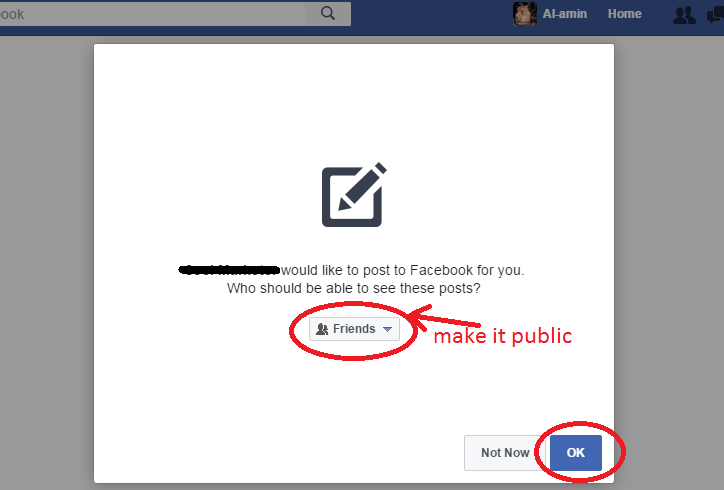 ook
Al-amin Home
would like to post to Facebook for you.
Who should be able to see these posts?
Friends
make it public
Not Now OK